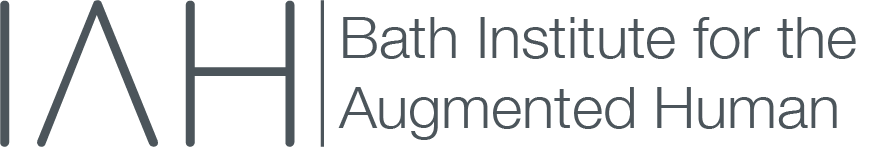 IAH
Bath Institute for the
Augmented Human